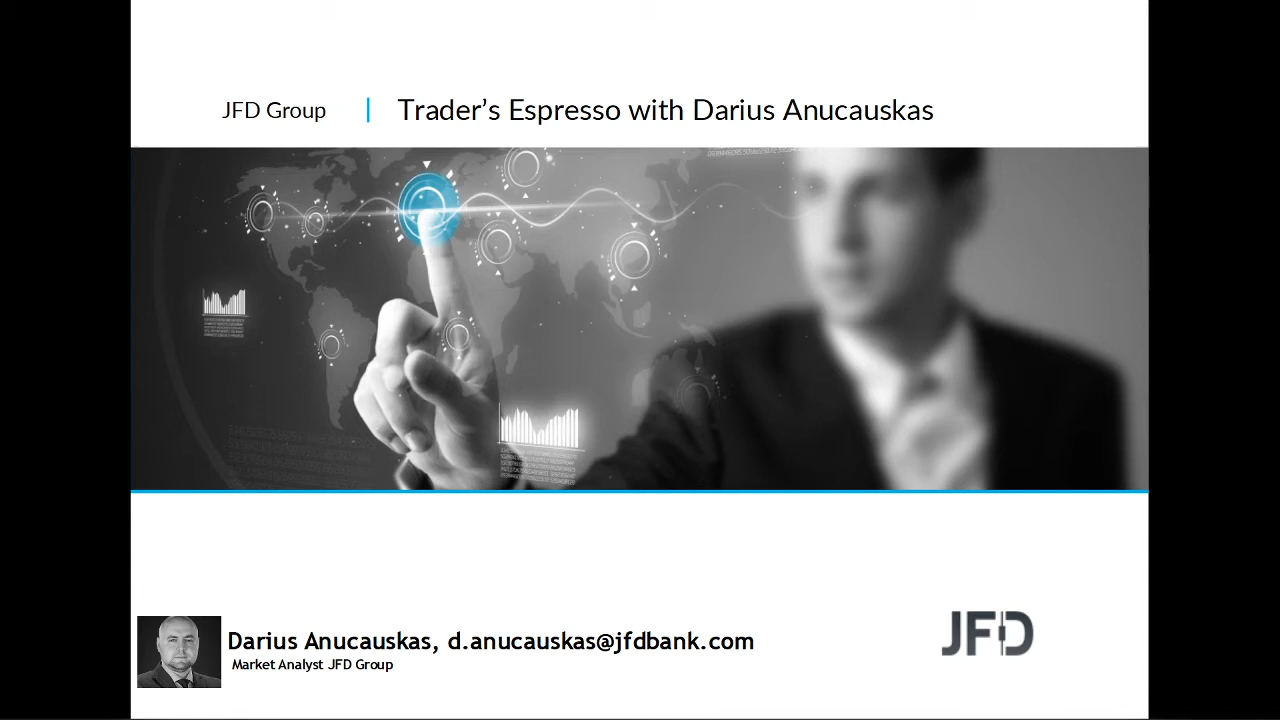 JFD Group | Trader's Espresso with Darius Anucauskas
Darius Anucauskas, d.anucauskas@jfdbank.com
Market Analyst JFD Group
JFD